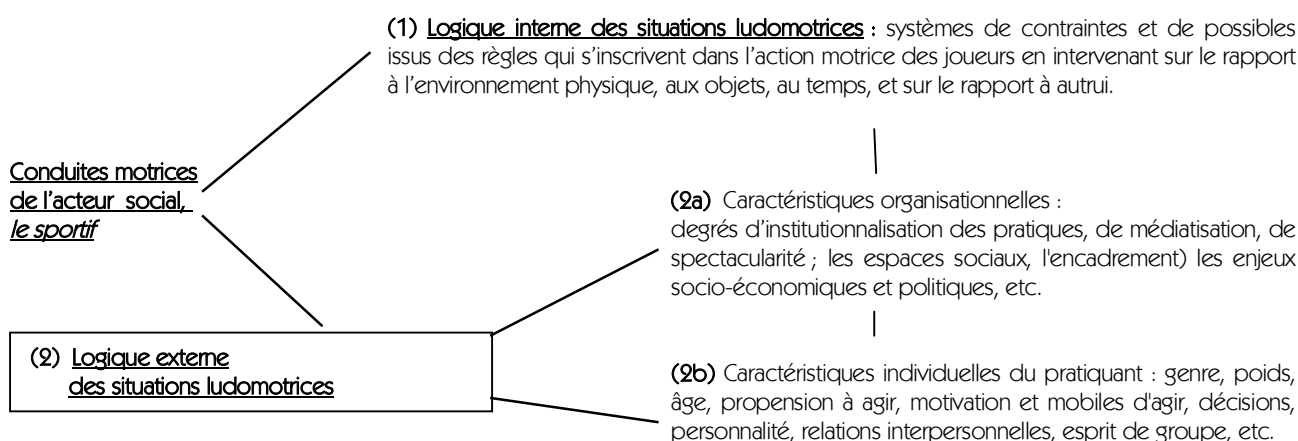 (1) Logique interne des situations ludomotrices : systèmes de contraintes et de possibles
issus des règles qui s’inscrivent dans l’action motrice des joueurs en intervenant sur le rapport
à l’environnement physique, aux objets, au temps, et sur le rapport à autrui.
Conduites motrices
de l’acteur social,
le sportif
(2a) Caractéristiques organisationnelles :
degrés d’institutionnalisation des pratiques, de médiatisation, de
spectacularité ; les espaces sociaux, l'encadrement) les enjeux
socio-économiques et politiques, etc.
(2) Logique externe
des situations ludomotrices
(2b) Caractéristiques individuelles du pratiquant : genre, poids,
âge, propension à agir, motivation et mobiles d'agir, décisions,
personnalité, relations interpersonnelles, esprit de groupe, etc.